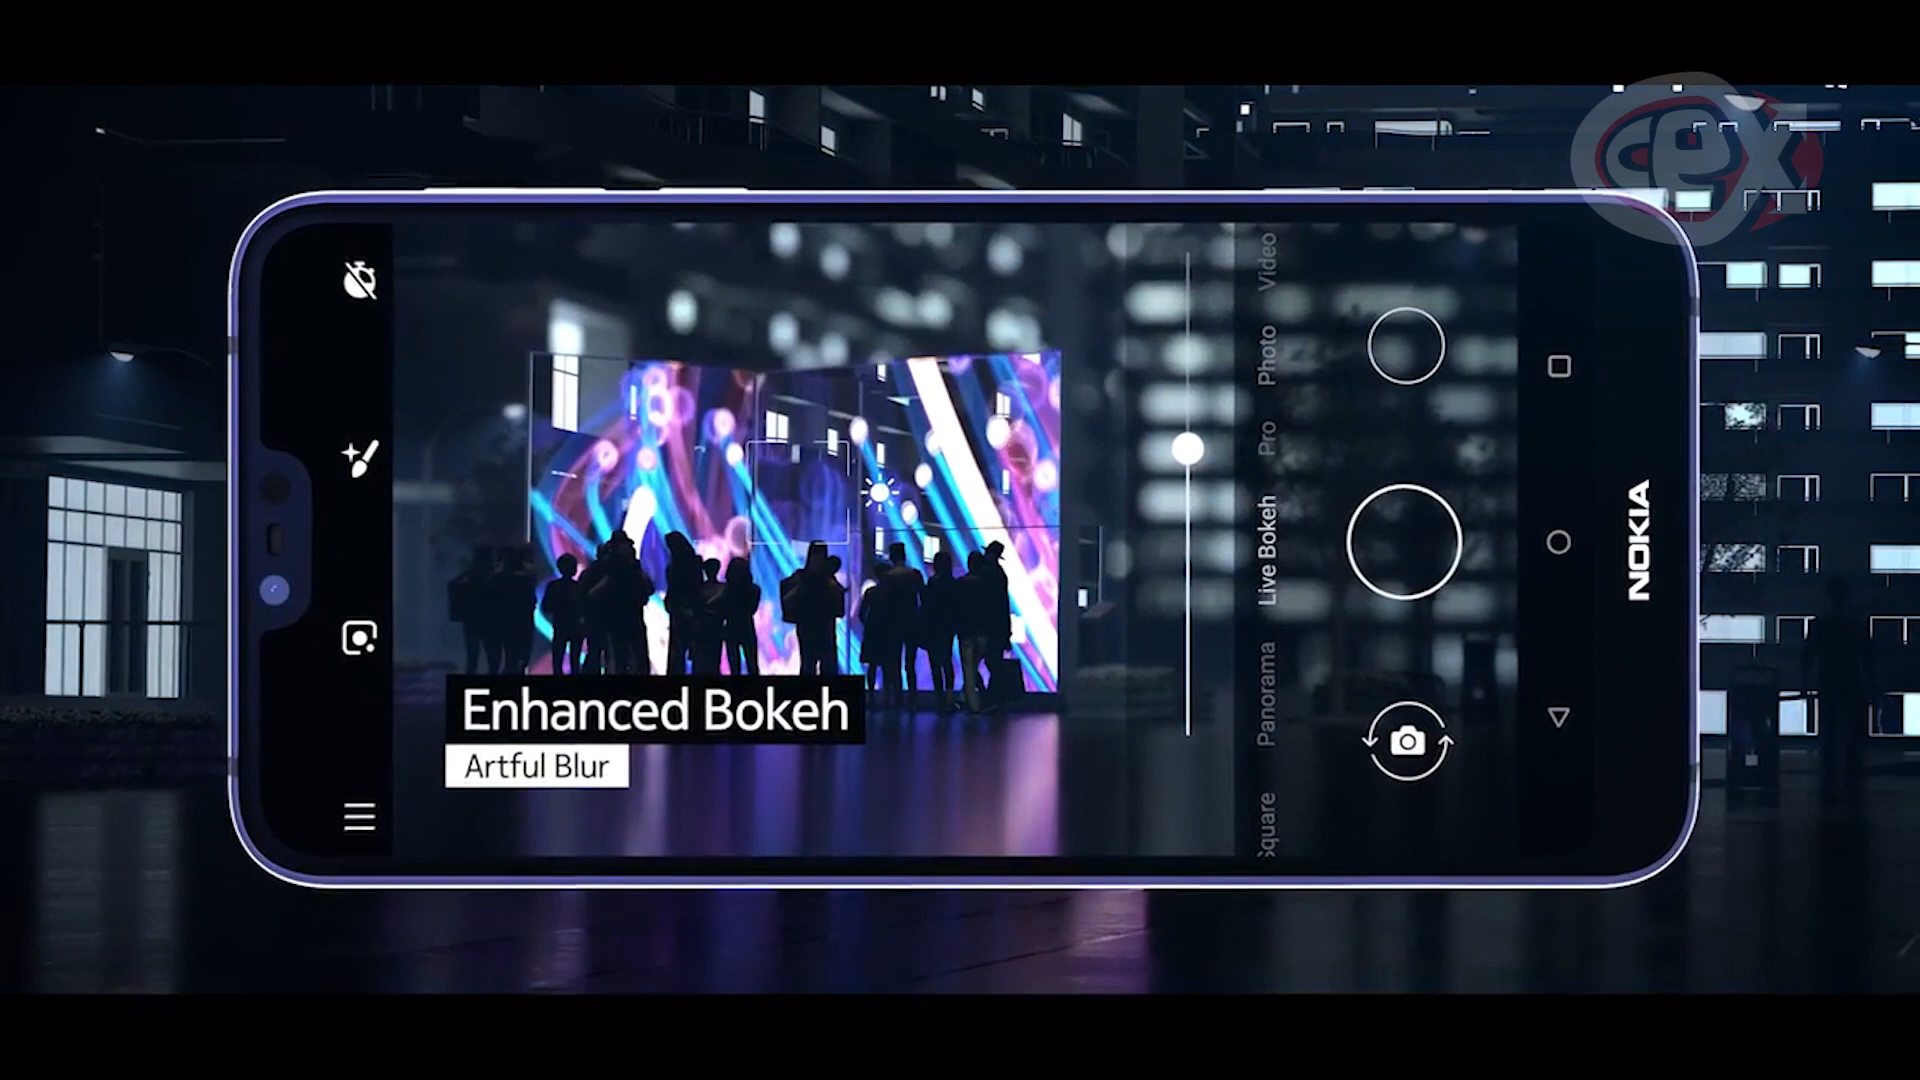 cex
Video
Photo
Pro
Live Bokeh
Panorama
Square
NOKIA
Enhanced Bokeh
Artful Blur